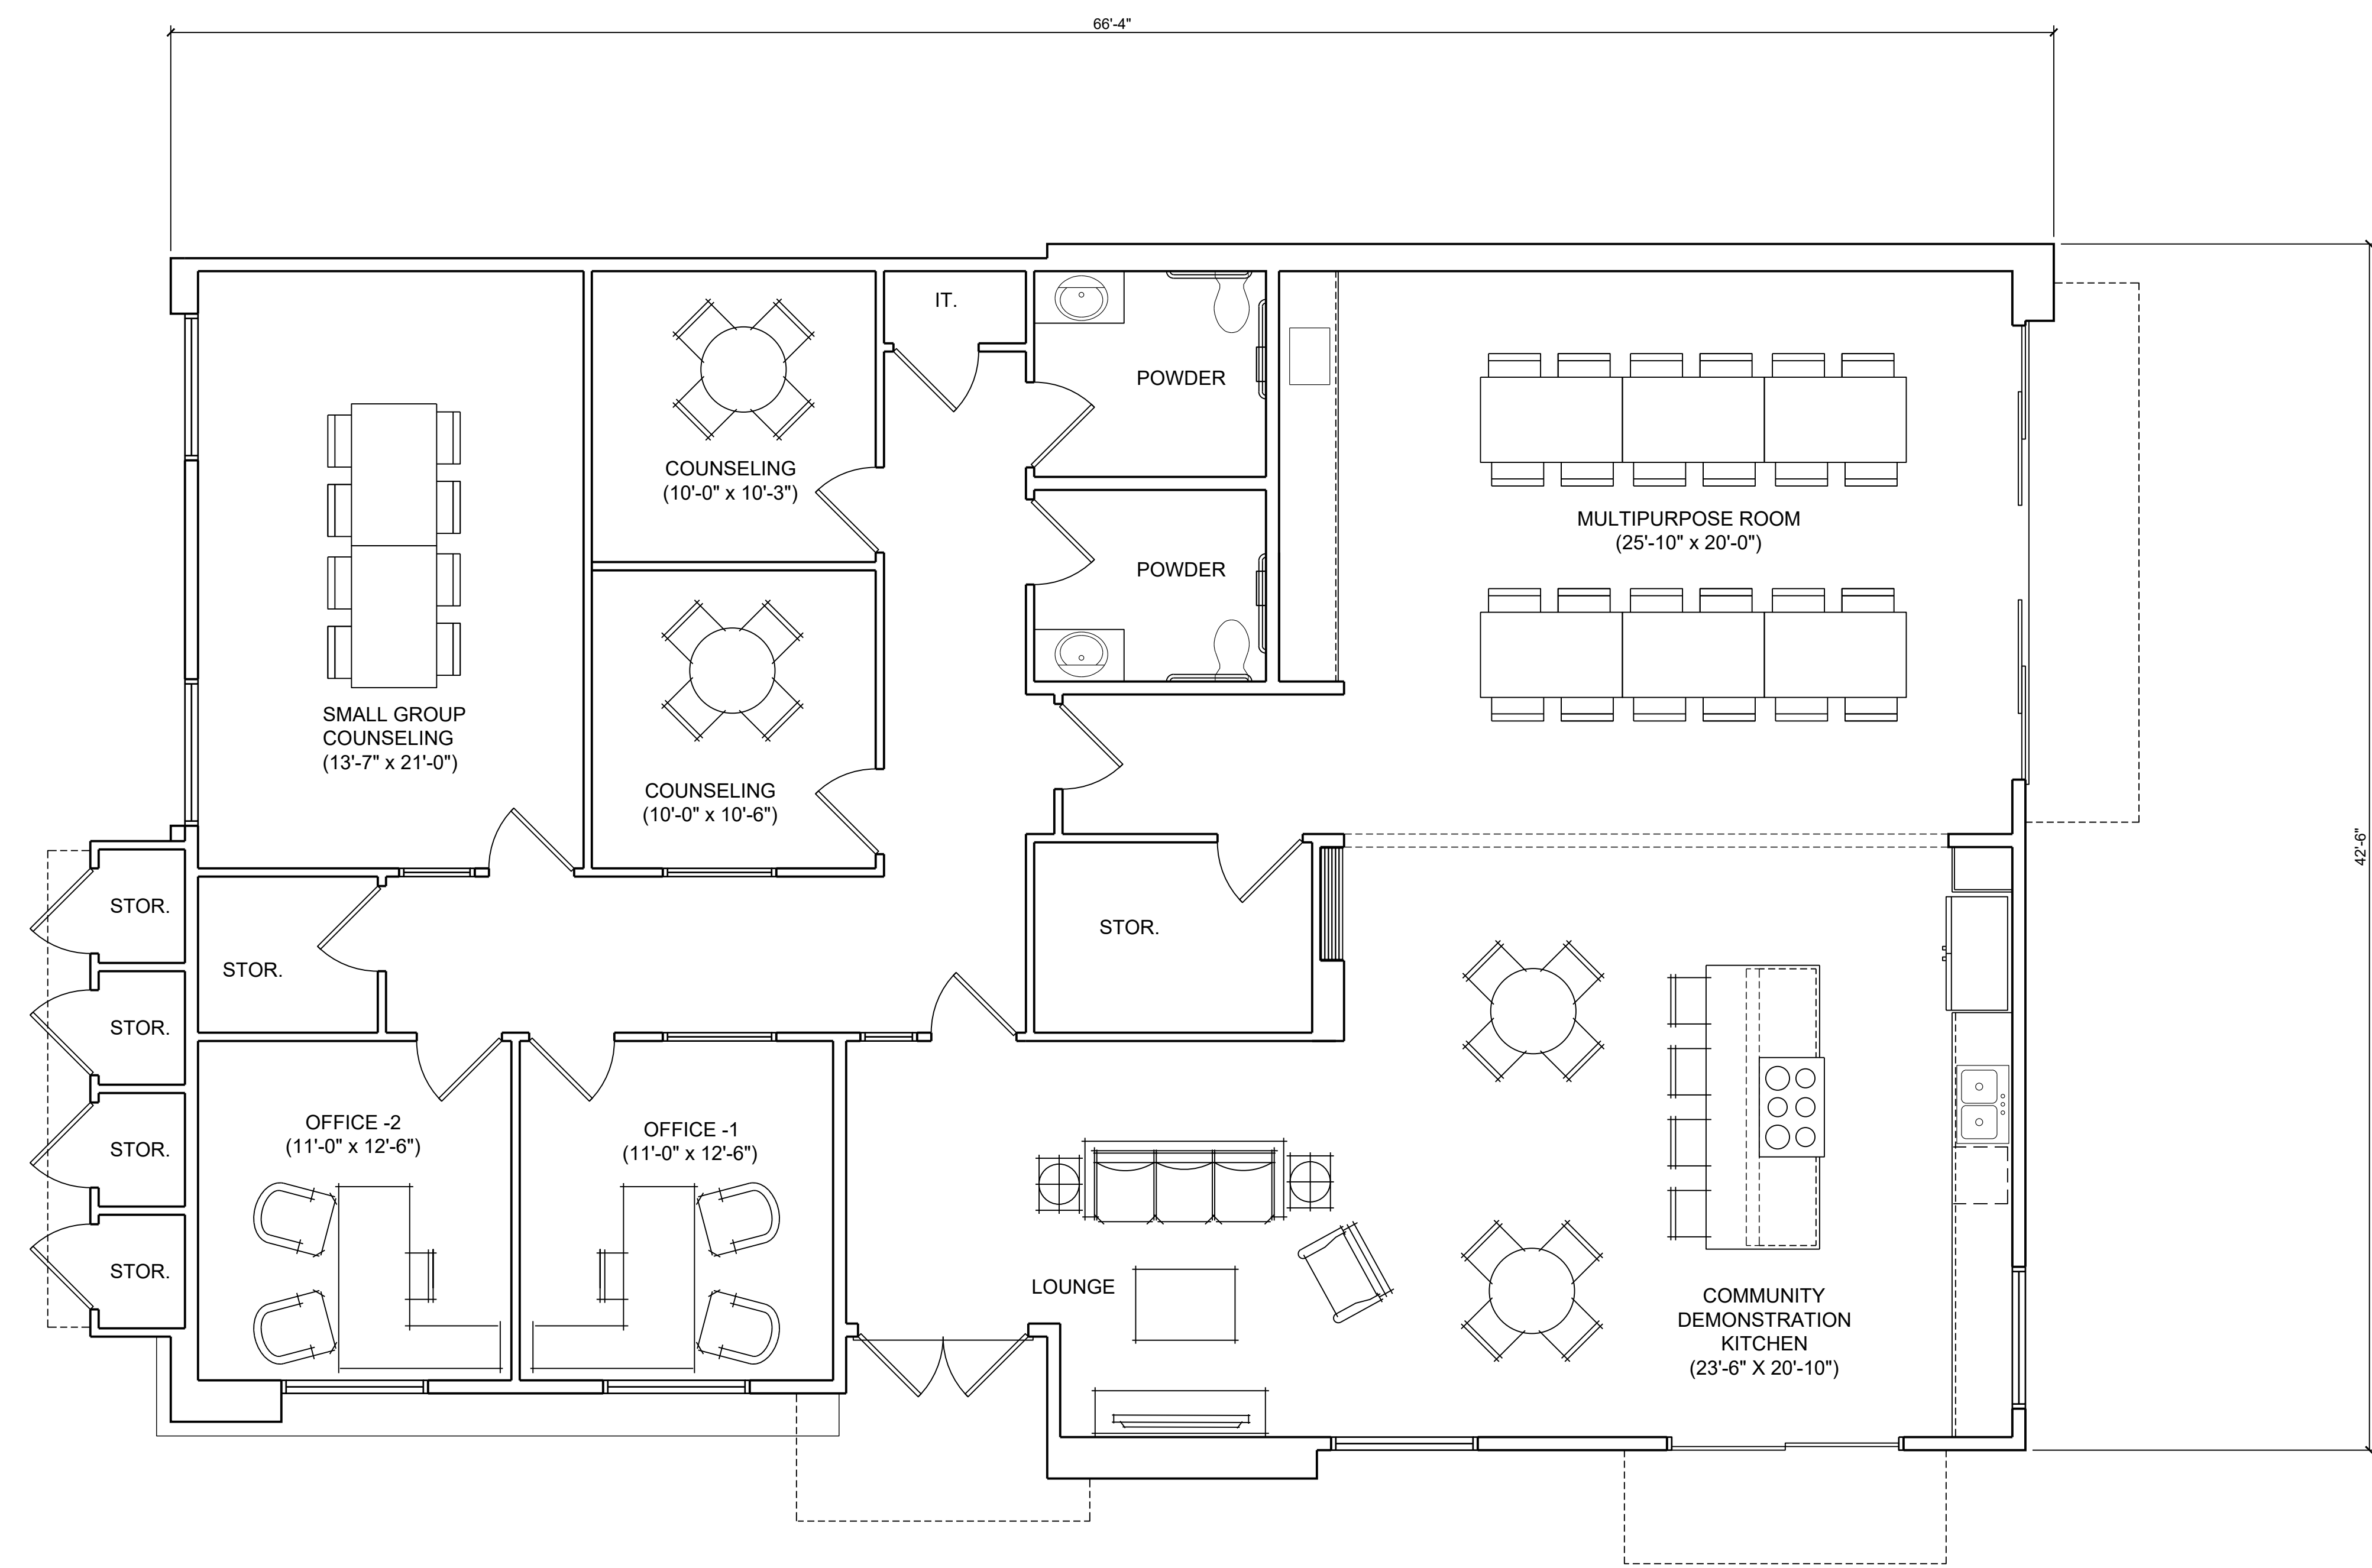 66'-4"
IT.
POWDER
COUNSELING
(10'-0" x 10'-3")
MULTIPURPOSE ROOM
(25'-10" x 20'-0")
POWDER
SMALL GROUP
COUNSELING
(13'-7" x 21'-0")
COUNSELING
(10'-0" x 10'-6")
42'-6"
STOR.
STOR.
STOR.
STOR.
STOR.
STOR.
OFFICE -2
(11'-0" x 12'-6")
OFFICE -1
(11'-0" x 12'-6")
LOUNGE
COMMUNITY
DEMONSTRATION
KITCHEN
(23'-6" X 20'-10")